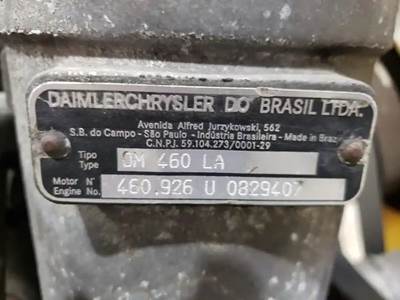 DAIMLERCHRYSLER DO BRASIL LTDA.
Avenida Alfred Jurzykowski, 562
S.B. do Campo - São Paulo - Indústria Brasileira - Made in Brazil
C.N.P.J. 59.104.273/0001-29
Tipo
Type OM 460 LA
Motor N°
Engine No. 460.926 U 0829407